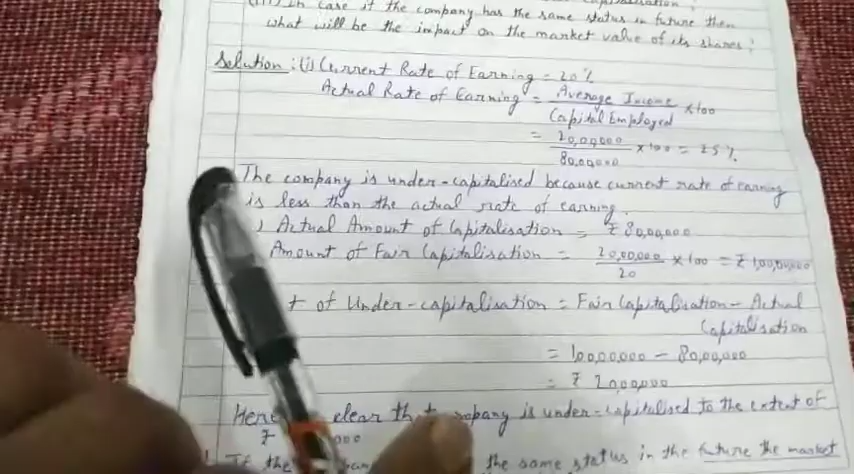 (iii) In case if the company has the same status in future then
what will be the impact on the market value of its shares?
Solution : (i) Current Rate of Earning = 20%
Actual Rate of Earning = Average Income / Capital Employed × 100
= 20,00,000 / 80,00,000 × 100 = 25%
The company is under-capitalised because current rate of earning
is less than the actual rate of earning.
) Actual Amount of Capitalisation = ₹ 80,00,000
Amount of Fair Capitalisation = 20,00,000 / 20 × 100 = ₹ 1,00,00,000
t of Under-capitalisation = Fair Capitalisation - Actual
Capitalisation
= 1,00,00,000 - 80,00,000
= ₹ 20,00,000
clear that company is under-capitalised to the extent of
₹ 000
If the the same status in the future the market